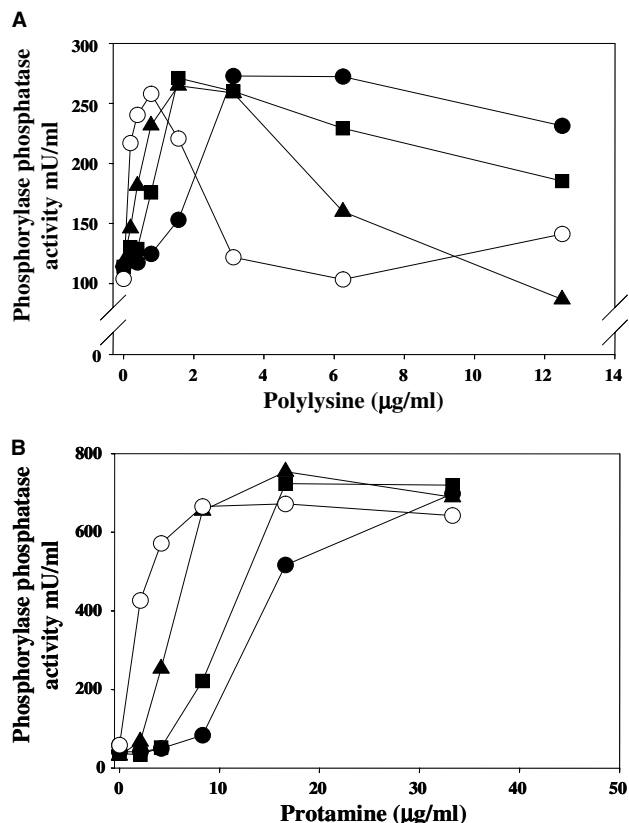 A
Phosphorylase phosphatase
activity mU/ml
300
250
200
150
100
0
0 2 4 6 8 10 12 14
Polylysine (μg/ml)
B
Phosphorylase phosphatase
activity mU/ml
800
600
400
200
0
0 10 20 30 40 50
Protamine (μg/ml)